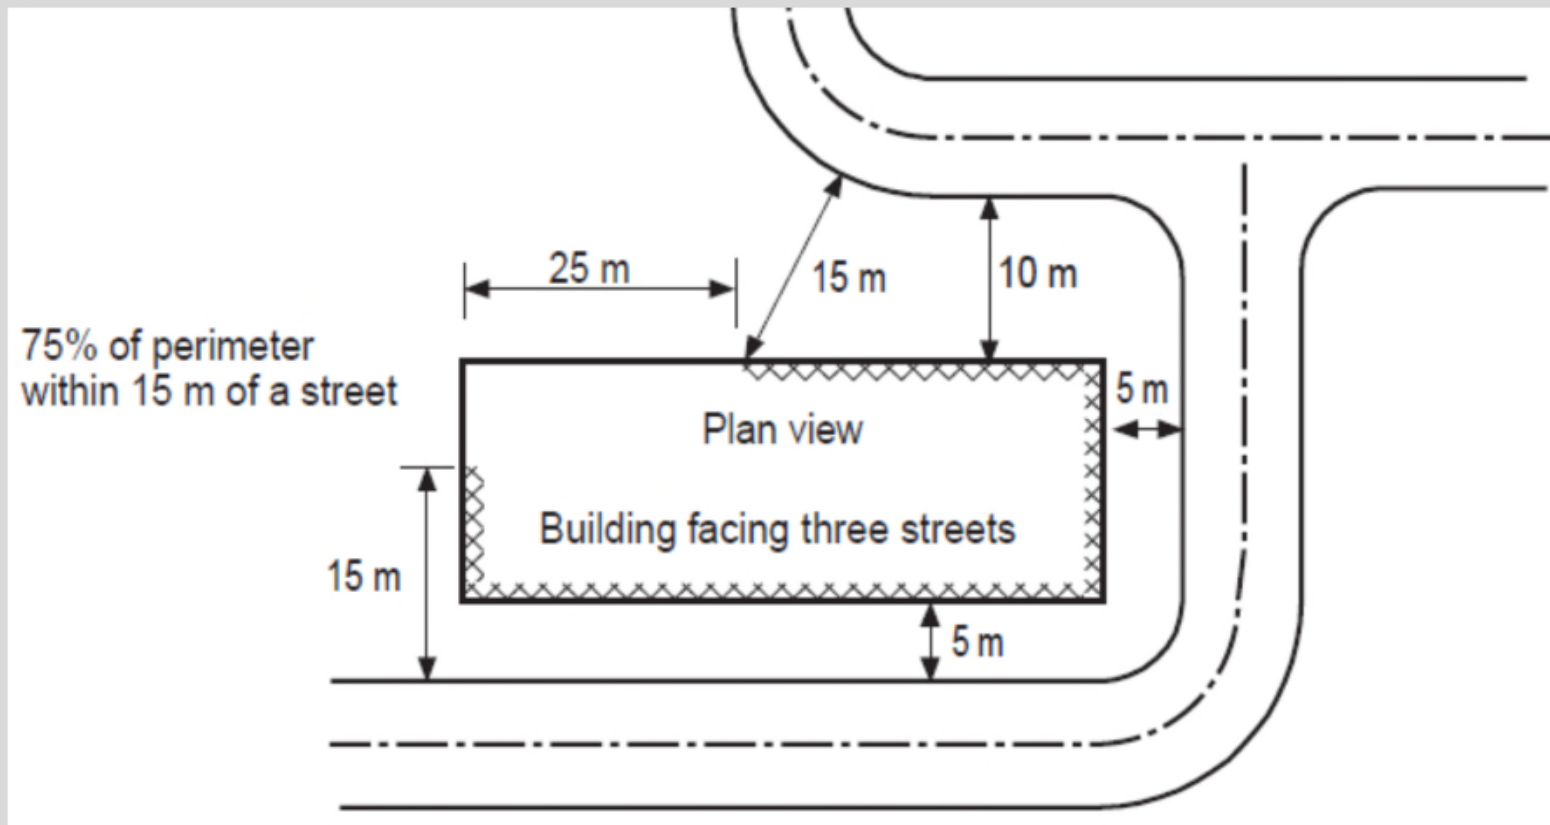 25 m
15 m
10 m
75% of perimeter
within 15 m of a street
5 m
Plan view
Building facing three streets
15 m
5 m